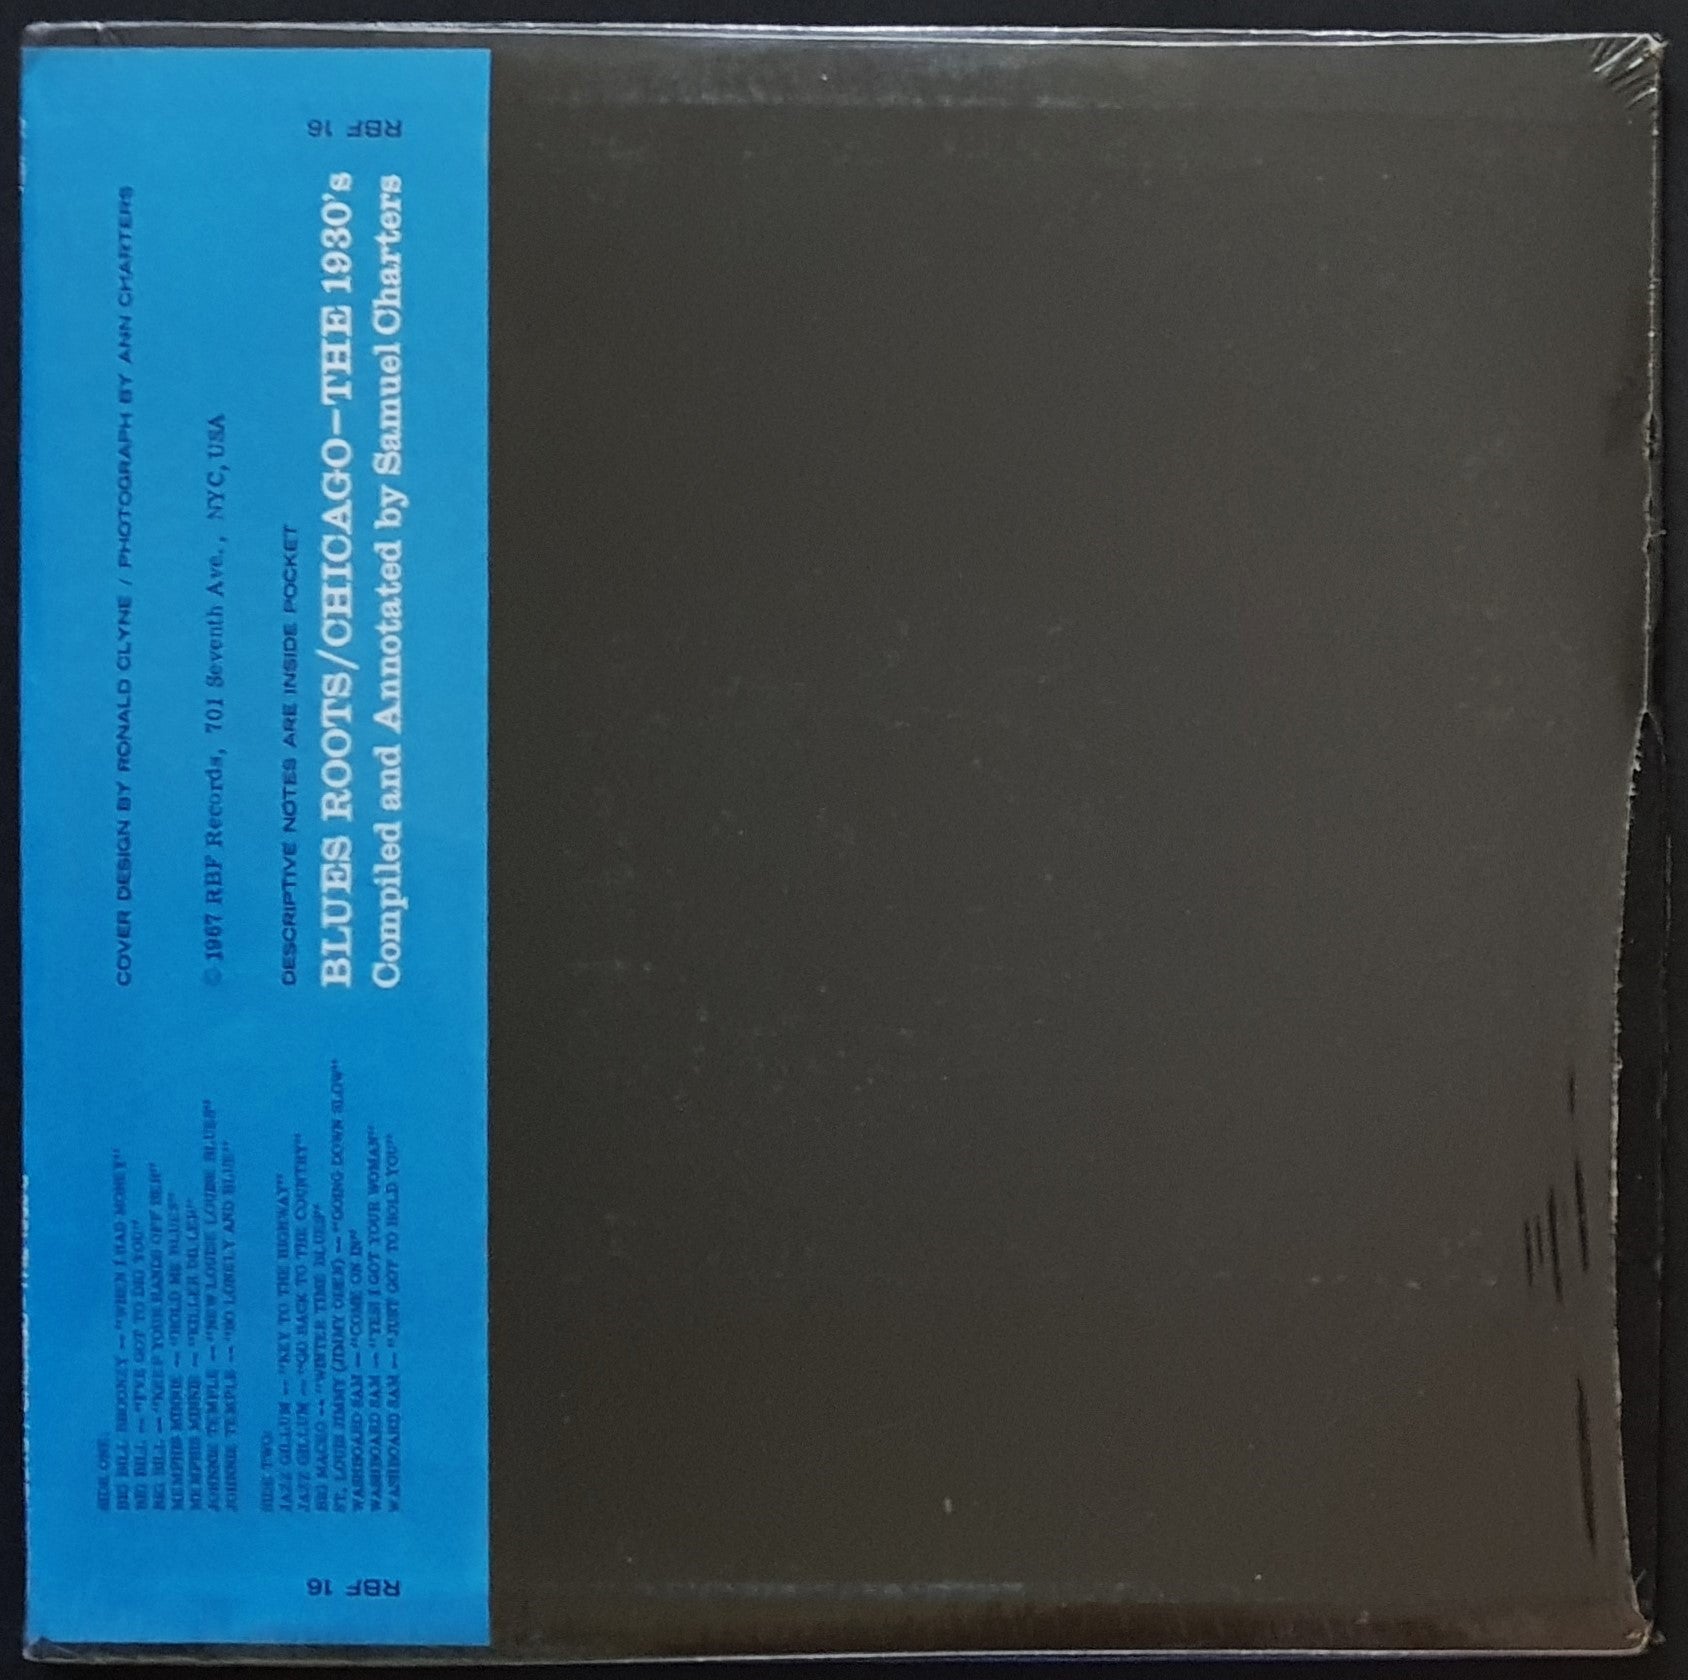 RBF 16
SIDE ONE:
BIG BILL BROONZY -- "WHEN I HAD MONEY"
BIG BILL -- "I'VE GOT TO DIG YOU"
BIG BILL -- "KEEP YOUR HANDS OFF HER"
MEMPHIS MINNIE -- "HOLD ME BLUES"
MEMPHIS MINNIE -- "KILLER DILLER"
JOHNNIE TEMPLE -- "NEW LOUISE LOUISE BLUES"
JOHNNIE TEMPLE -- "SO LONELY AND BLUE"
SIDE TWO:
JAZZ GILLUM -- "KEY TO THE HIGHWAY"
JAZZ GILLUM -- "GO BACK TO THE COUNTRY"
BIG MACEO -- "WINTER TIME BLUES"
ST. LOUIS JIMMY (JIMMY ODEN) -- "GOING DOWN SLOW"
WASHBOARD SAM -- "COME ON IN"
WASHBOARD SAM -- "YES! I GOT YOUR WOMAN"
WASHBOARD SAM -- "JUST GOT TO HOLD YOU"
COVER DESIGN BY RONALD CLYNE / PHOTOGRAPH BY ANN CHARTERS
© 1967 RBF Records, 701 Seventh Ave., NYC, USA
DESCRIPTIVE NOTES ARE INSIDE POCKET
BLUES ROOTS/CHICAGO–THE 1930's
Compiled and Annotated by Samuel Charters
RBF 16